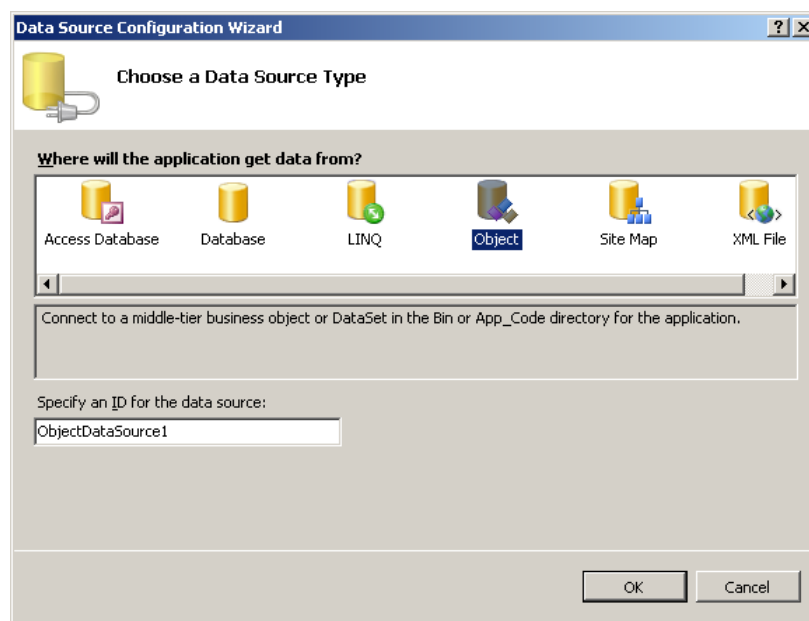 Data Source Configuration Wizard
Choose a Data Source Type
Where will the application get data from?
Access Database Database LINQ Object Site Map XML File
Connect to a middle-tier business object or DataSet in the Bin or App_Code directory for the application.
Specify an ID for the data source:
ObjectDataSource1
OK Cancel